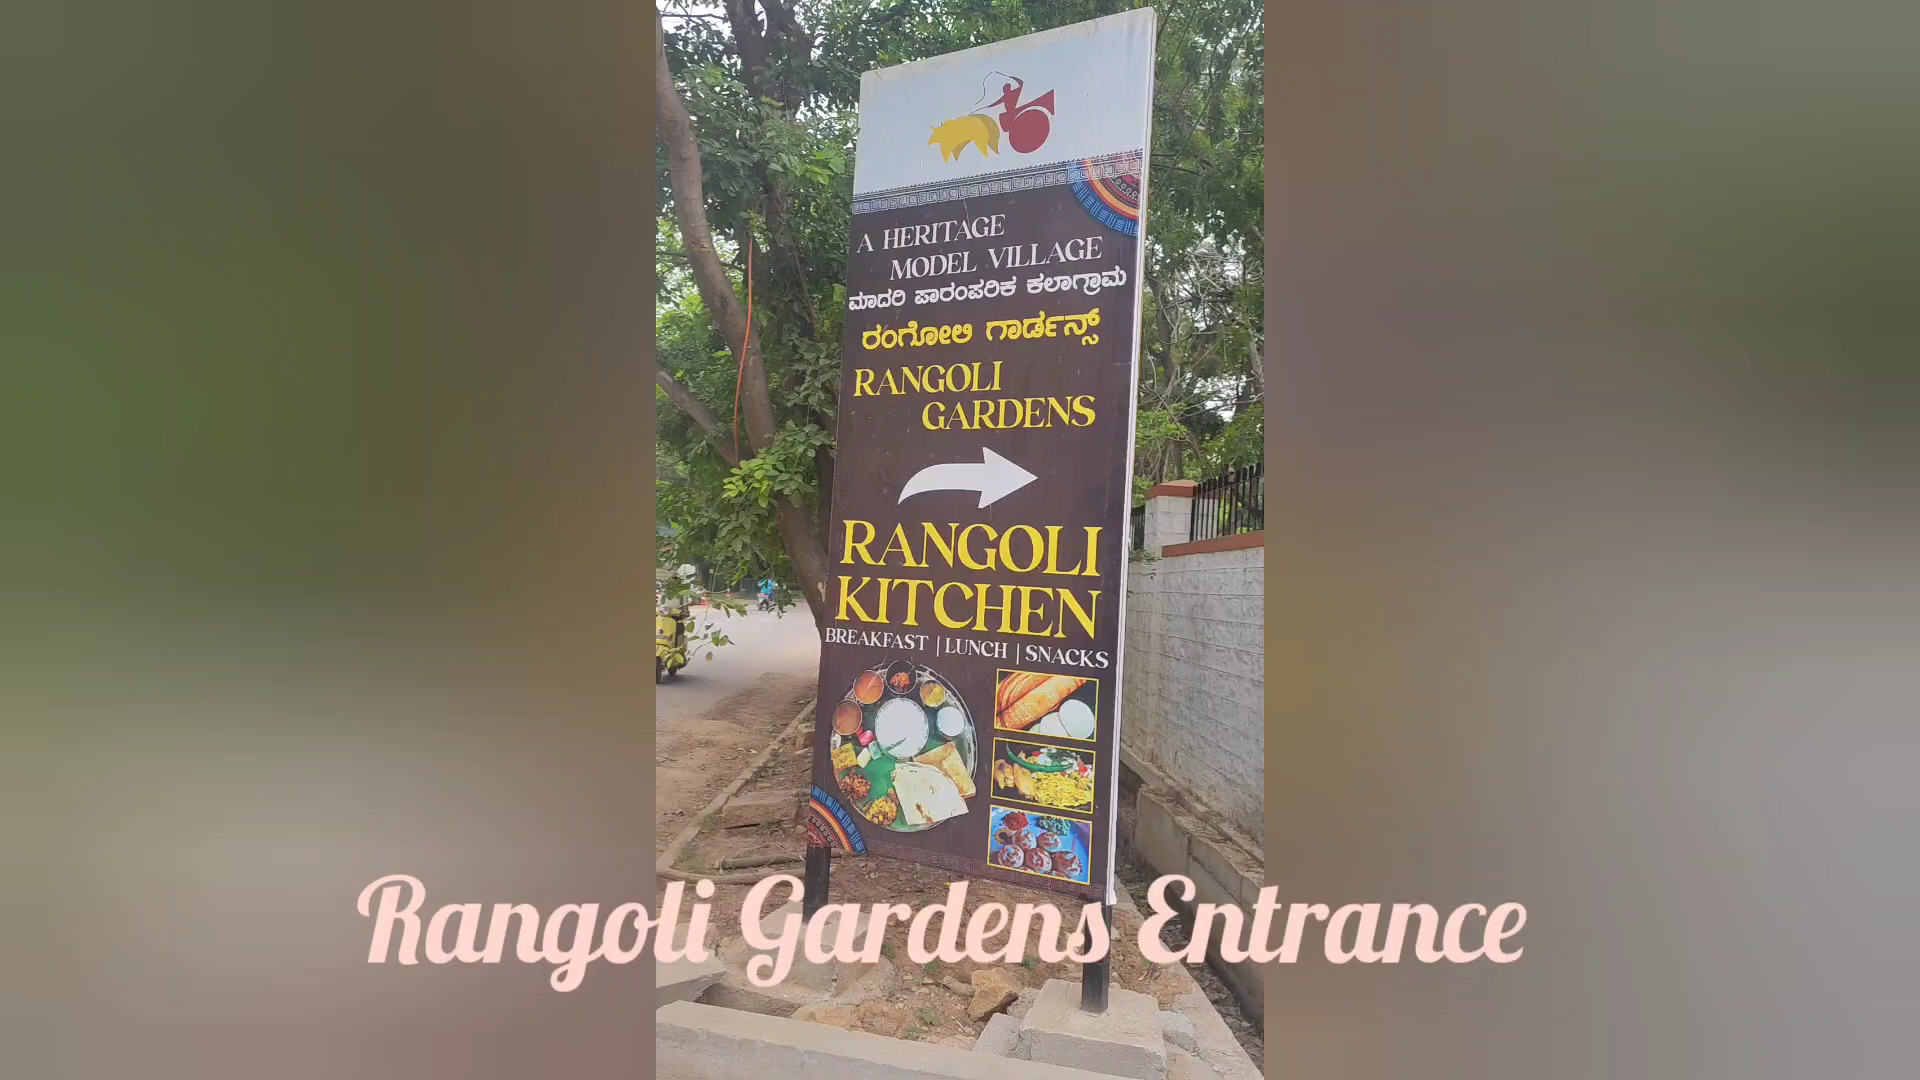 A HERITAGE
MODEL VILLAGE
ಮಾದರಿ ಪಾರಂಪರಿಕ ಕಲಾಗ್ರಾಮ
ರಂಗೋಲಿ ಗಾರ್ಡನ್ಸ್
RANGOLI
GARDENS
RANGOLI
KITCHEN
BREAKFAST | LUNCH | SNACKS
Rangoli Gardens Entrance